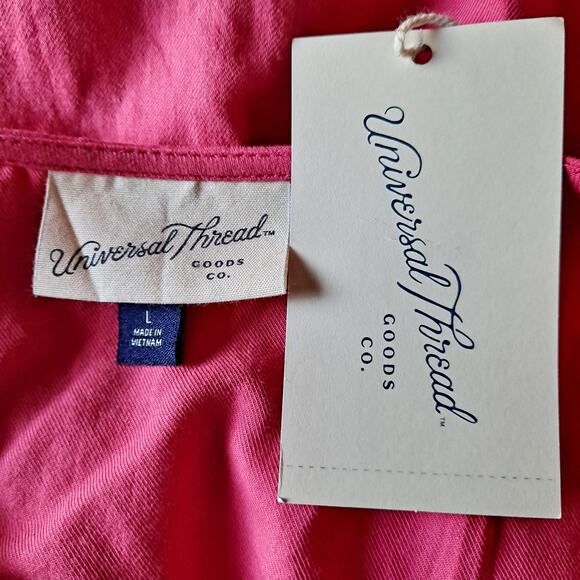 Universal Thread™
GOODS
CO.
L
MADE IN
VIETNAM
Universal Thread™
GOODS
CO.